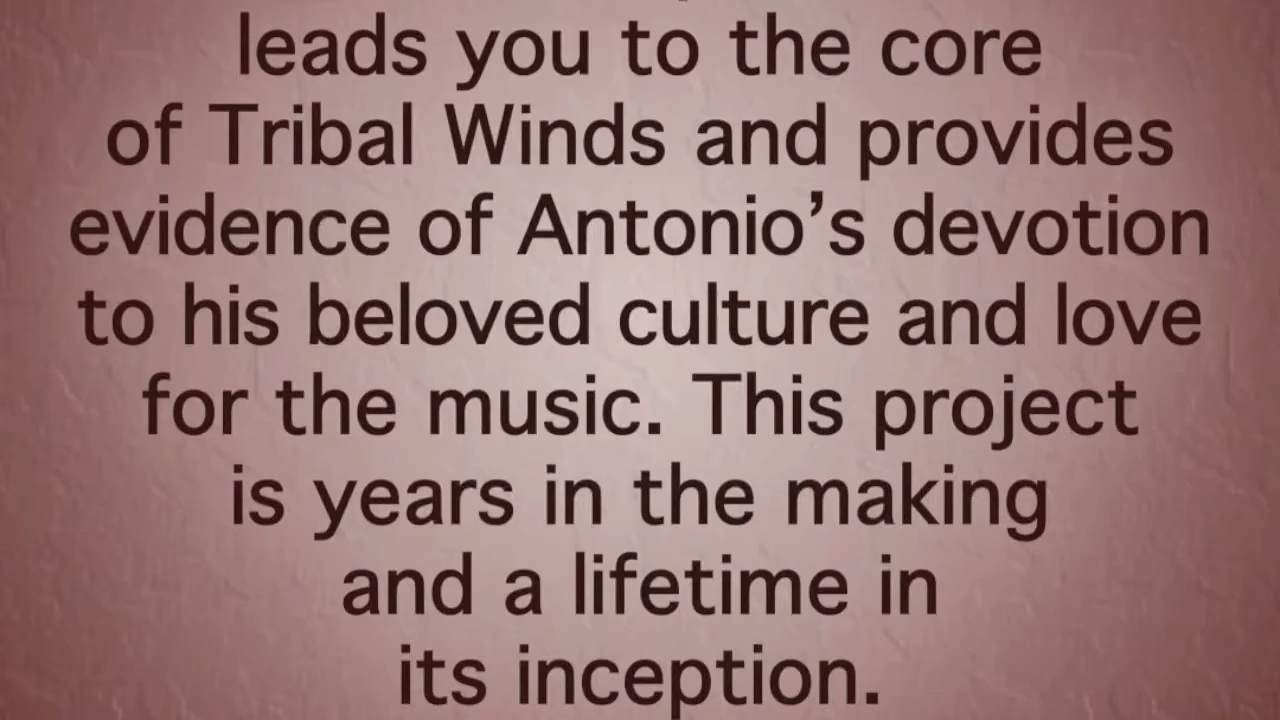 leads you to the core
of Tribal Winds and provides
evidence of Antonio’s devotion
to his beloved culture and love
for the music. This project
is years in the making
and a lifetime in
its inception.